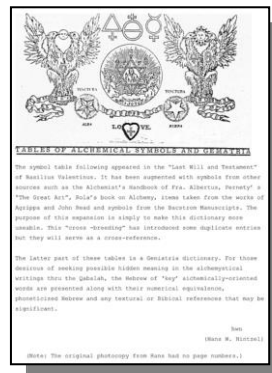 TINCTURA
TINCTURA
LOVE.
TABLES OF ALCHEMICAL SYMBOLS AND GEMATRIA
The symbol table following appeared in the "Last Will and Testament"
of Basilius Valentinus. It has been augmented with symbols from other
sources such as the Alchemist's Handbook of Fra. Albertus, Pernety' s
"The Great Art", Bola's book on Alchemy, items taken from the works of
Agrippa and John Read and symbols from the Bacstrom Manuscripts. The
purpose of this expansion is simply to make this dictionary more
useable. This "cross -breeding" has introduced some duplicate entries
but they will serve as a cross-reference.
The latter part of these tables is a Gematria dictionary. For those
desirous of seeking possible hidden meaning in the alchemystical
writings thru the Qabalah, the Hebrew of 'key' alchemically-oriented
words are presented along with their numerical equivalence,
phoneticized Hebrew and any textural or Biblical references that may be
significant.
(Hans W. Nintzel)
(Note: The original photocopy from Hans had no page numbers.)